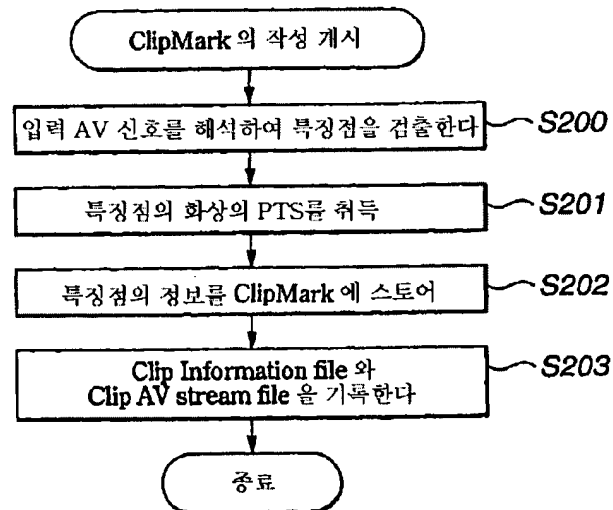 ClipMark 의 작성 개시
입력 AV 신호를 해석하여 특징점을 검출한다
S200
특징점의 화상의 PTS를 취득
S201
특징점의 정보를 ClipMark 에 스토어
S202
Clip Information file 와
Clip AV stream file 을 기록한다
S203
종료